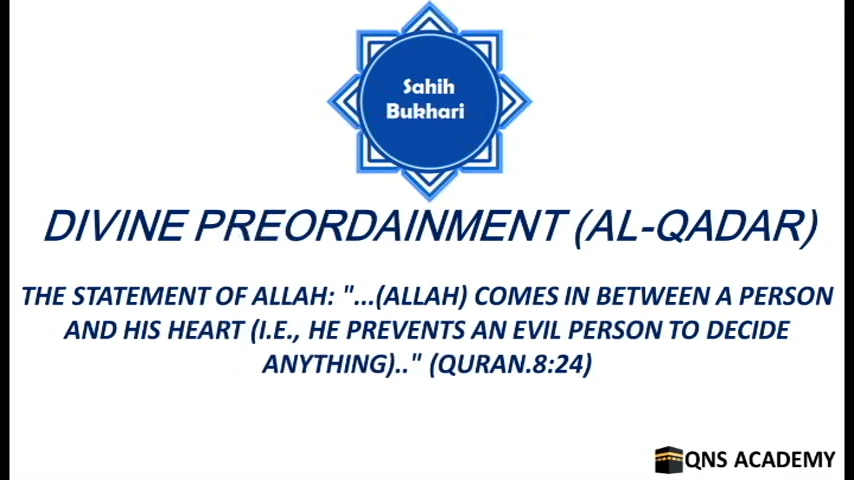 Sahih
Bukhari
DIVINE PREORDAINMENT (AL-QADAR)
THE STATEMENT OF ALLAH: "...(ALLAH) COMES IN BETWEEN A PERSON
AND HIS HEART (I.E., HE PREVENTS AN EVIL PERSON TO DECIDE
ANYTHING).." (QURAN.8:24)
QNS ACADEMY